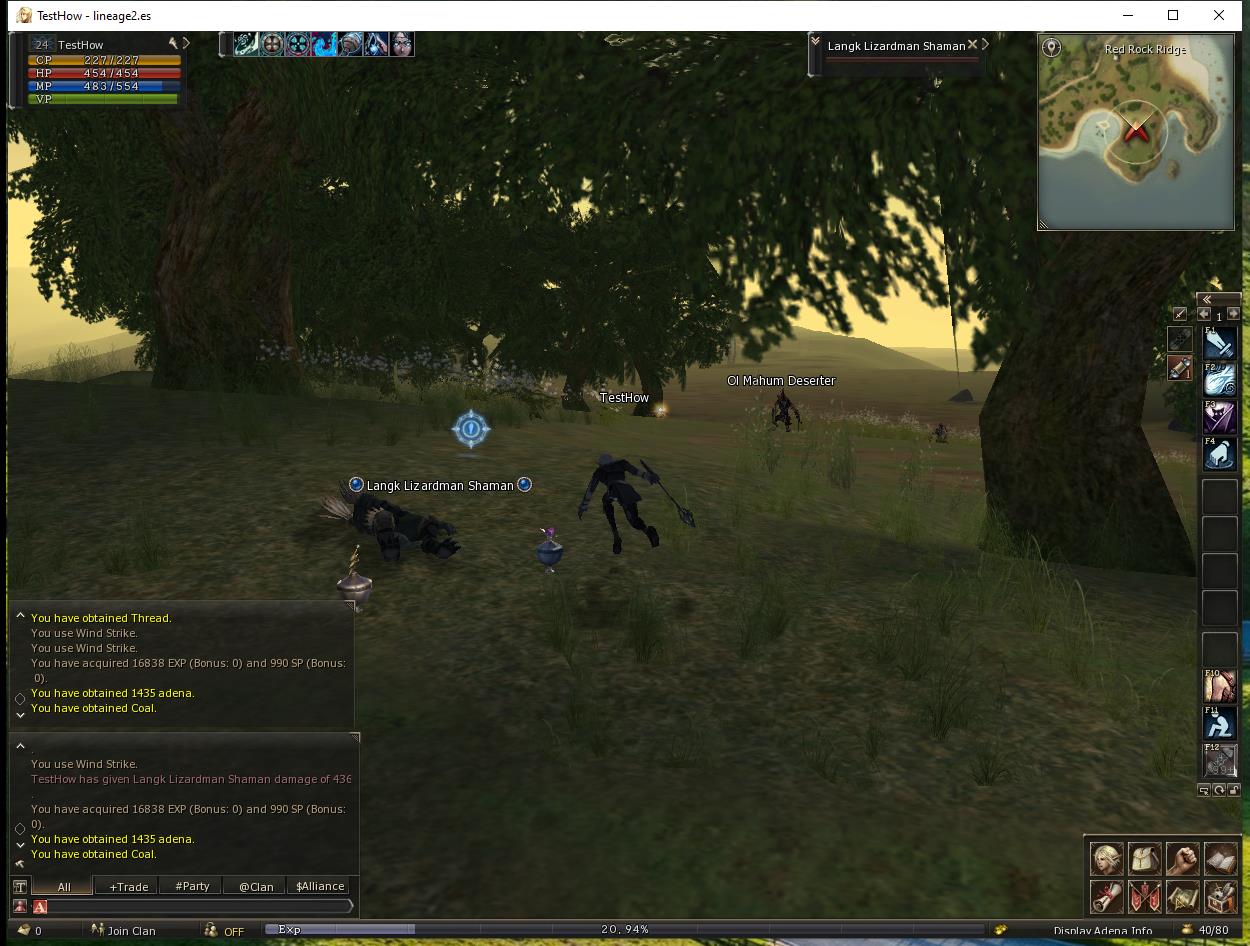 TestHow - lineage2.es
24 TestHow
CP 227/227
HP 454/454
MP 483/554
VP
Langk Lizardman Shaman
Red Rock Ridge
1
F1
F2
F3
F4
F10
F11
F12
99+
Ol Mahum Deserter
TestHow
Langk Lizardman Shaman
You have obtained Thread.
You use Wind Strike.
You use Wind Strike.
You have acquired 16838 EXP (Bonus: 0) and 990 SP (Bonus:
0).
You have obtained 1435 adena.
You have obtained Coal.
.
You use Wind Strike.
TestHow has given Langk Lizardman Shaman damage of 436
.
You have acquired 16838 EXP (Bonus: 0) and 990 SP (Bonus:
0).
You have obtained 1435 adena.
You have obtained Coal.
All +Trade #Party @Clan $Alliance
A
0 Join Clan OFF Exp 20, 94% Display Adena Info 40/80